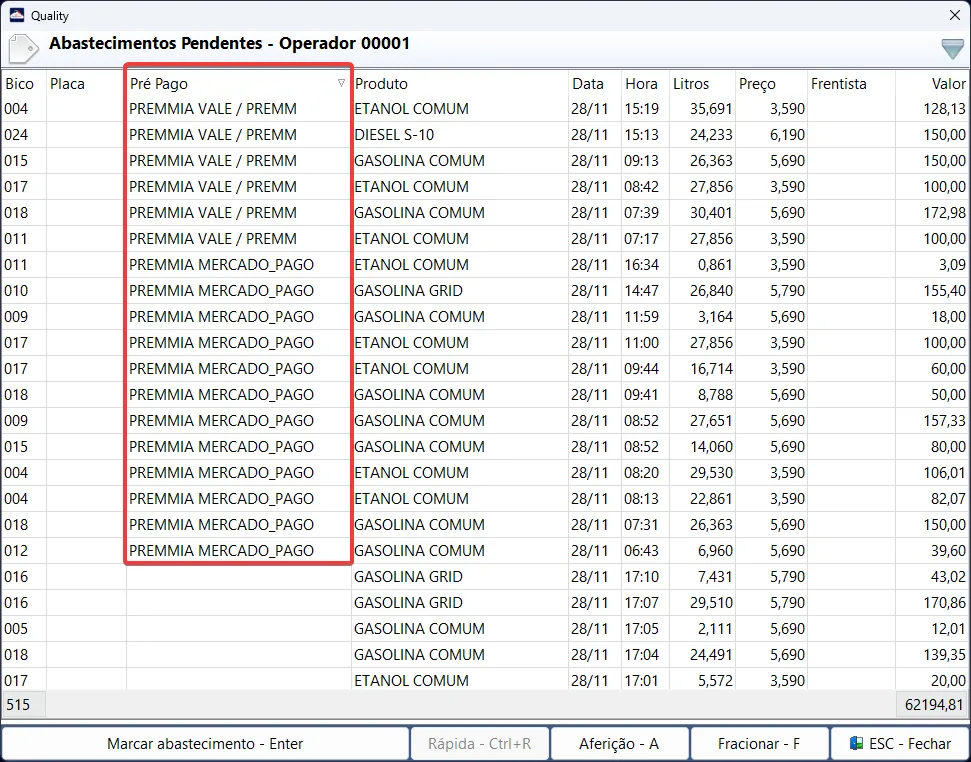 Quality
Abastecimentos Pendentes - Operador 00001
Bico Placa Pré Pago Produto Data Hora Litros Preço Frentista Valor
004 PREMMIA VALE / PREMM ETANOL COMUM 28/11 15:19 35,691 3,590 128,13
024 PREMMIA VALE / PREMM DIESEL S-10 28/11 15:13 24,233 6,190 150,00
015 PREMMIA VALE / PREMM GASOLINA COMUM 28/11 09:13 26,363 5,690 150,00
017 PREMMIA VALE / PREMM ETANOL COMUM 28/11 08:42 27,856 3,590 100,00
018 PREMMIA VALE / PREMM GASOLINA COMUM 28/11 07:39 30,401 5,690 172,98
011 PREMMIA VALE / PREMM ETANOL COMUM 28/11 07:17 27,856 3,590 100,00
011 PREMMIA MERCADO_PAGO ETANOL COMUM 28/11 16:34 0,861 3,590 3,09
010 PREMMIA MERCADO_PAGO GASOLINA GRID 28/11 14:47 26,840 5,790 155,40
009 PREMMIA MERCADO_PAGO GASOLINA COMUM 28/11 11:59 3,164 5,690 18,00
017 PREMMIA MERCADO_PAGO ETANOL COMUM 28/11 11:00 27,856 3,590 100,00
017 PREMMIA MERCADO_PAGO ETANOL COMUM 28/11 09:44 16,714 3,590 60,00
018 PREMMIA MERCADO_PAGO GASOLINA COMUM 28/11 09:41 8,788 5,690 50,00
009 PREMMIA MERCADO_PAGO GASOLINA COMUM 28/11 08:52 27,651 5,690 157,33
015 PREMMIA MERCADO_PAGO GASOLINA COMUM 28/11 08:52 14,060 5,690 80,00
004 PREMMIA MERCADO_PAGO ETANOL COMUM 28/11 08:20 29,530 3,590 106,01
004 PREMMIA MERCADO_PAGO ETANOL COMUM 28/11 08:13 22,861 3,590 82,07
018 PREMMIA MERCADO_PAGO GASOLINA COMUM 28/11 07:31 26,363 5,690 150,00
012 PREMMIA MERCADO_PAGO GASOLINA COMUM 28/11 06:43 6,960 5,690 39,60
016 GASOLINA GRID 28/11 17:10 7,431 5,790 43,02
016 GASOLINA GRID 28/11 17:07 29,510 5,790 170,86
005 GASOLINA COMUM 28/11 17:05 2,111 5,690 12,01
018 GASOLINA COMUM 28/11 17:04 24,491 5,690 139,35
017 ETANOL COMUM 28/11 17:01 5,572 3,590 20,00
515 62194,81
Marcar abastecimento - Enter Rápida - Ctrl+R Aferição - A Fracionar - F ESC - Fechar